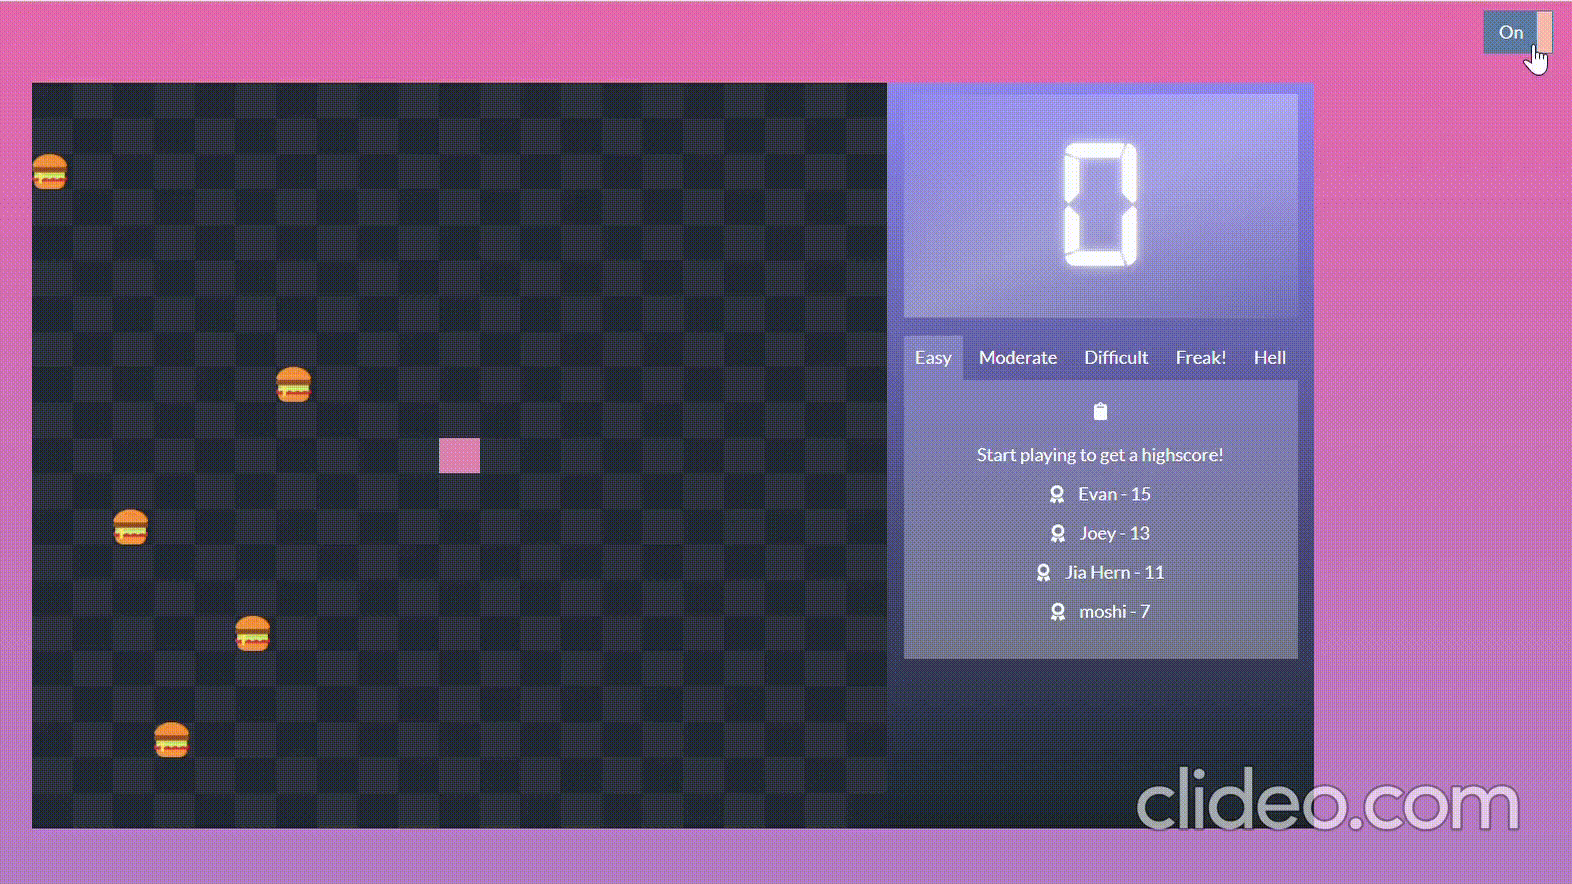 On
0
Easy Moderate Difficult Freak! Hell
Start playing to get a highscore!
Evan - 15
Joey - 13
Jia Hern - 11
moshi - 7
clideo.com